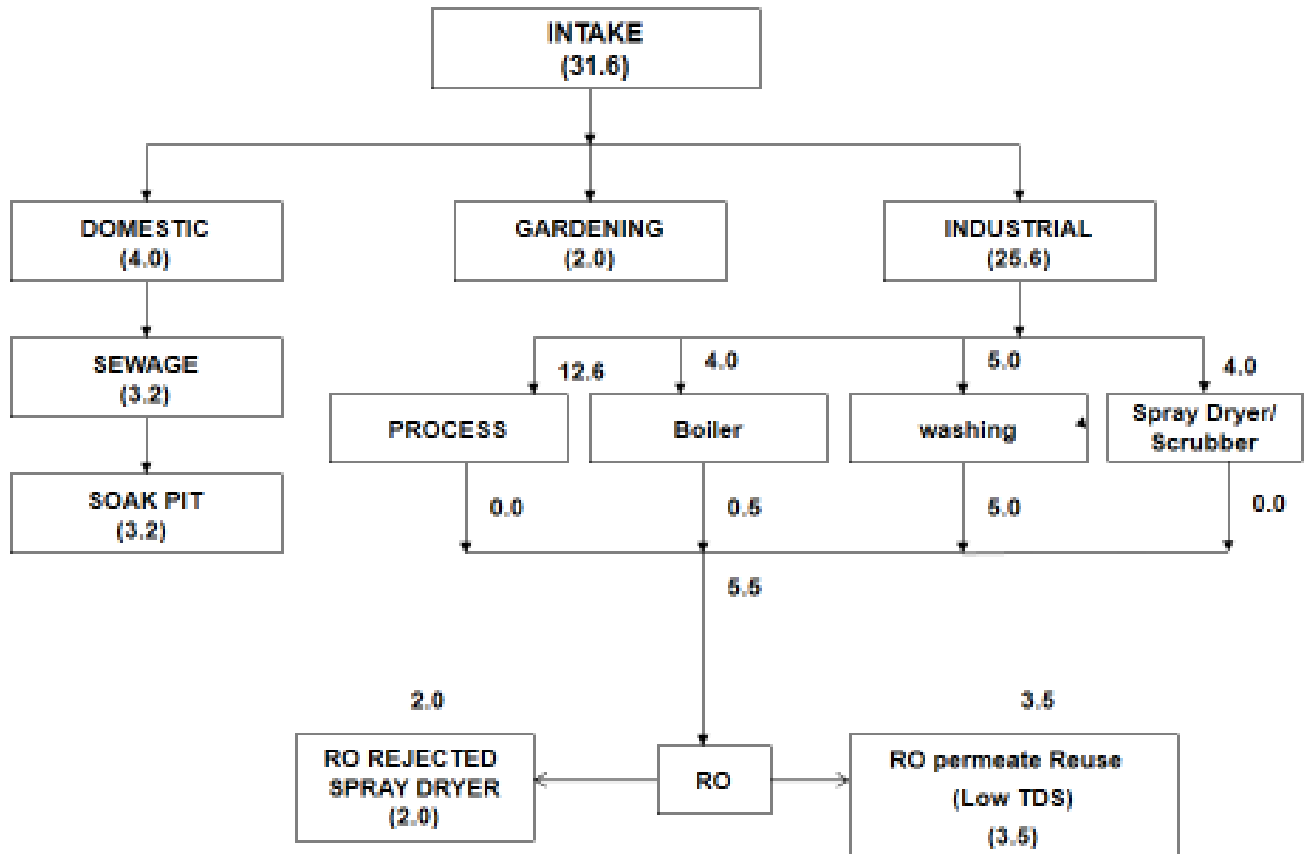 INTAKE
(31.6)
DOMESTIC
(4.0)
GARDENING
(2.0)
INDUSTRIAL
(25.6)
SEWAGE
(3.2)
12.6
4.0
5.0
4.0
PROCESS
Boiler
washing
Spray Dryer/
Scrubber
SOAK PIT
(3.2)
0.0
0.5
5.0
0.0
5.5
2.0
3.5
RO REJECTED
SPRAY DRYER
(2.0)
RO
RO permeate Reuse
(Low TDS)
(3.5)